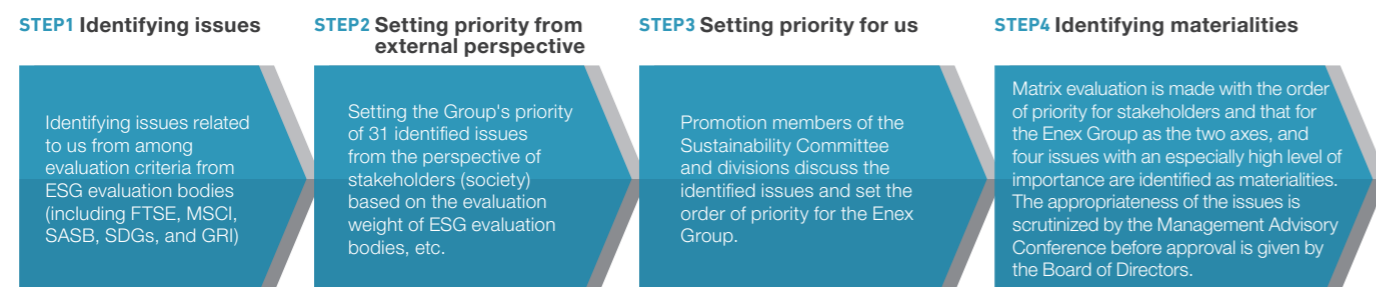 STEP1 Identifying issues
Identifying issues related
to us from among
evaluation criteria from
ESG evaluation bodies
(including FTSE, MSCI,
SASB, SDGs, and GRI)
STEP2 Setting priority from
external perspective
Setting the Group's priority
of 31 identified issues
from the perspective of
stakeholders (society)
based on the evaluation
weight of ESG evaluation
bodies, etc.
STEP3 Setting priority for us
Promotion members of the
Sustainability Committee
and divisions discuss the
identified issues and set the
order of priority for the Enex
Group.
STEP4 Identifying materialities
Matrix evaluation is made with the order
of priority for stakeholders and that for
the Enex Group as the two axes, and
four issues with an especially high level of
importance are identified as materialities.
The appropriateness of the issues is
scrutinized by the Management Advisory
Conference before approval is given by
the Board of Directors.